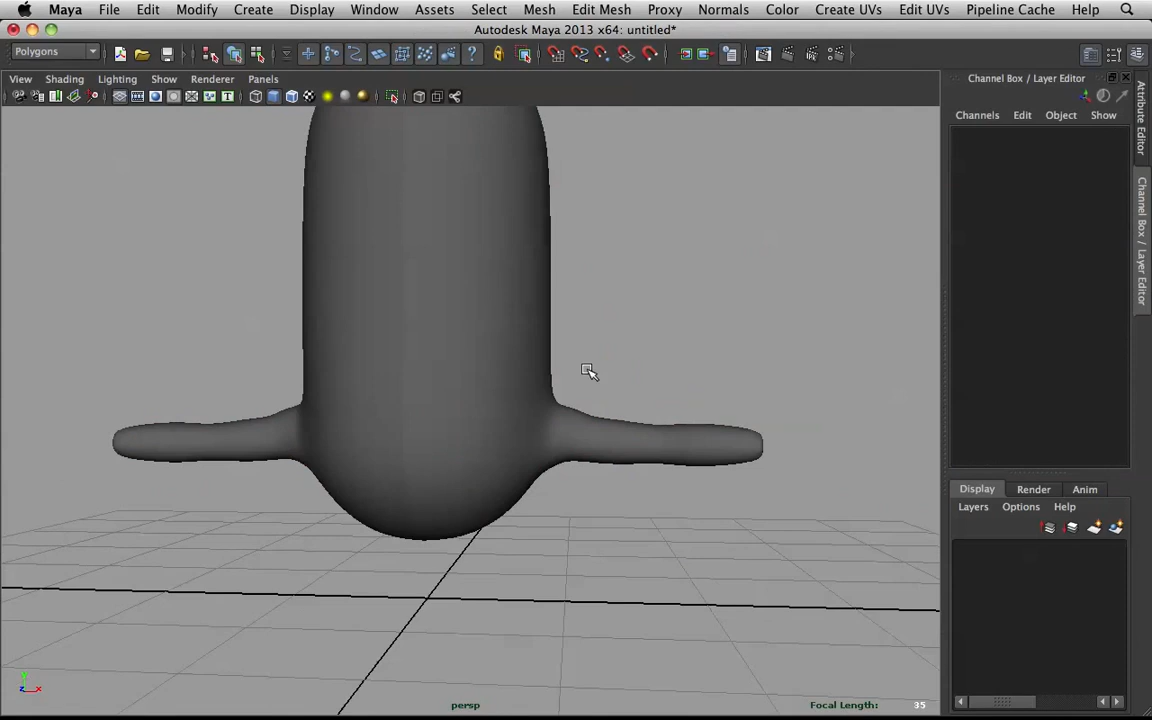 Maya File Edit Modify Create Display Window Assets Select Mesh Edit Mesh Proxy Normals Color Create UVs Edit UVs Pipeline Cache Help
Autodesk Maya 2013 x64: untitled*
Polygons
View Shading Lighting Show Renderer Panels
Channel Box / Layer Editor
Channels Edit Object Show
Attribute Editor
Channel Box / Layer Editor
Display Render Anim
Layers Options Help
persp
Focal Length: 35